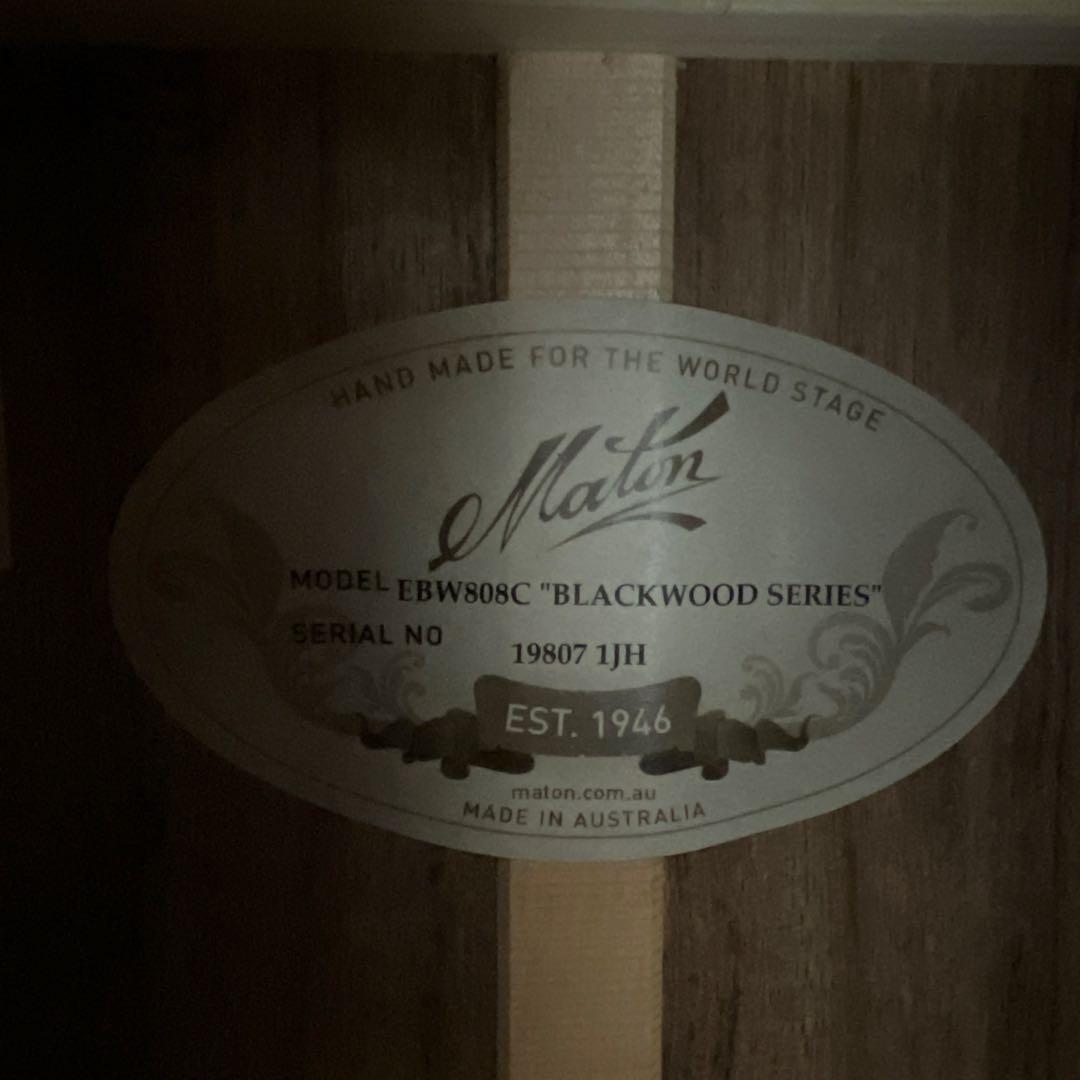 HAND MADE FOR THE WORLD STAGE
Maton
MODEL EBW808C "BLACKWOOD SERIES"
SERIAL NO 19807 1JH
EST. 1946
maton.com.au
MADE IN AUSTRALIA